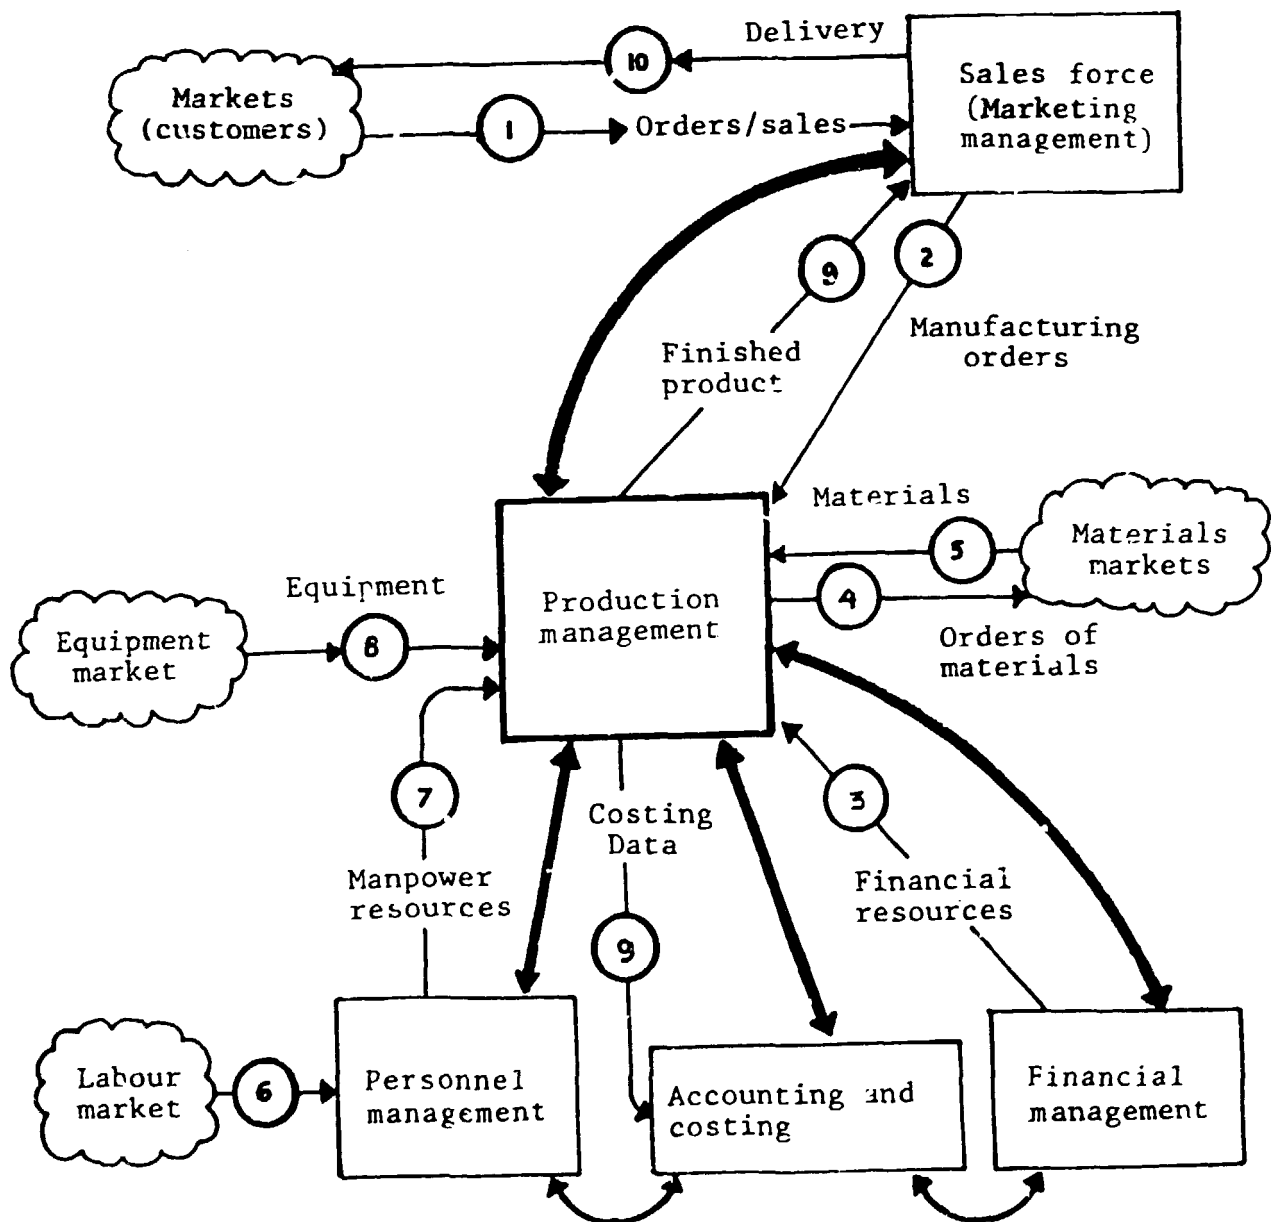 Delivery
10
Sales force
(Marketing
management)
Markets
(customers)
1
Orders/sales
9
2
Manufacturing
orders
Finished
product
Materials
5
Materials
markets
4
Orders of
materials
Production
management
Equipment
8
Equipment
market
7
Manpower
resources
Costing
Data
9
3
Financial
resources
Labour
market
6
Personnel
management
Accounting and
costing
Financial
management